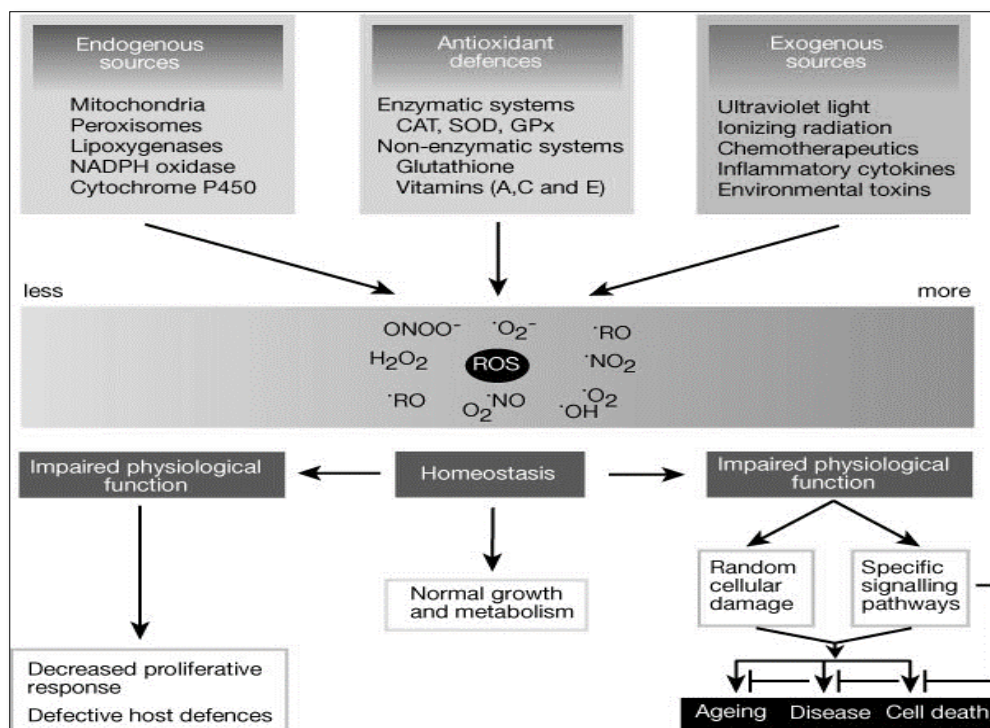 Endogenous
sources
Mitochondria
Peroxisomes
Lipoxygenases
NADPH oxidase
Cytochrome P450
Antioxidant
defences
Enzymatic systems
CAT, SOD, GPx
Non-enzymatic systems
Glutathione
Vitamins (A,C and E)
Exogenous
sources
Ultraviolet light
Ionizing radiation
Chemotherapeutics
Inflammatory cytokines
Environmental toxins
less
more
ONOO⁻ ˙O₂⁻ ˙RO
H₂O₂ ROS ˙NO₂
˙RO O₂˙NO ˙OH ˙O₂
Impaired physiological
function
Homeostasis
Impaired physiological
function
Normal growth
and metabolism
Random
cellular
damage
Specific
signalling
pathways
Decreased proliferative
response
Defective host defences
Ageing Disease Cell death